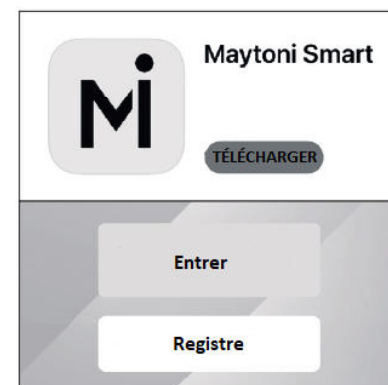 Mi
Maytoni Smart
TÉLÉCHARGER
Entrer
Registre